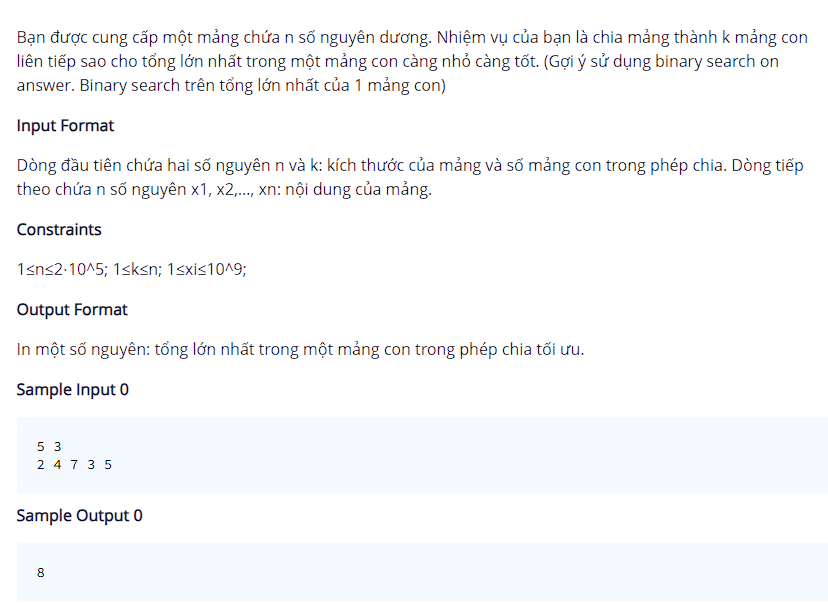 Bạn được cung cấp một mảng chứa n số nguyên dương. Nhiệm vụ của bạn là chia mảng thành k mảng con
liên tiếp sao cho tổng lớn nhất trong một mảng con càng nhỏ càng tốt. (Gợi ý sử dụng binary search on
answer. Binary search trên tổng lớn nhất của 1 mảng con)
Input Format
Dòng đầu tiên chứa hai số nguyên n và k: kích thước của mảng và số mảng con trong phép chia. Dòng tiếp
theo chứa n số nguyên x1, x2,..., xn: nội dung của mảng.
Constraints
1≤n≤2·10^5; 1≤k≤n; 1≤xi≤10^9;
Output Format
In một số nguyên: tổng lớn nhất trong một mảng con trong phép chia tối ưu.
Sample Input 0
5 3
2 4 7 3 5
Sample Output 0
8